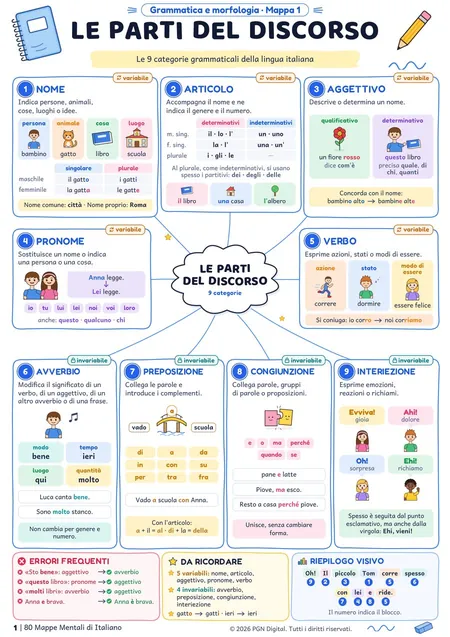 Grammatica e morfologia · Mappa 1
LE PARTI DEL DISCORSO
Le 9 categorie grammaticali della lingua italiana
variabile
1 NOME
Indica persone, animali,
cose, luoghi o idee.
persona animale cosa luogo
bambino gatto libro scuola
singolare plurale
maschile il gatto i gatti
femminile la gatta le gatte
Nome comune: città · Nome proprio: Roma
variabile
2 ARTICOLO
Accompagna il nome e ne
indica il genere e il numero.
determinativi indeterminativi
m. sing. il · lo · l' un · uno
f. sing. la · l' una · un'
plurale i · gli · le —
Al plurale, come indeterminativi, si usano
spesso i partitivi: dei · degli · delle
il libro una casa l'albero
variabile
3 AGGETTIVO
Descrive o determina un nome.
qualificativo determinativo
un fiore rosso questo libro
dice com'è precisa quale, di
chi, quanti
Concorda con il nome:
bambino alto → bambine alte
variabile
4 PRONOME
Sostituisce un nome o indica
una persona o una cosa.
Anna legge.
↓
Lei legge.
io tu lui lei noi voi loro
anche: questo · qualcuno · chi
LE PARTI
DEL DISCORSO
9 categorie
variabile
5 VERBO
Esprime azioni, stati o modi di essere.
azione stato modo di
essere
correre dormire essere felice
Si coniuga: io corro → noi corriamo
invariabile
6 AVVERBIO
Modifica il significato di un
verbo, di un aggettivo, di un
altro avverbio o di una frase.
modo tempo
bene ieri
luogo quantità
qui molto
Luca canta bene.
Sono molto stanco.
Non cambia per genere e
numero.
invariabile
7 PREPOSIZIONE
Collega le parole e
introduce i complementi.
vado a scuola
di a da
in con su
per tra fra
Vado a scuola con Anna.
Con l'articolo:
a + il = al · di + la = della
invariabile
8 CONGIUNZIONE
Collega parole, gruppi
di parole o proposizioni.
e o ma perché
quando se
pane e latte
Piove, ma esco.
Resto a casa perché piove.
Unisce, senza cambiare
forma.
invariabile
9 INTERIEZIONE
Esprime emozioni,
reazioni o richiami.
Evviva! Ahi!
gioia dolore
Oh! Ehi!
sorpresa richiamo
Spesso è seguita dal punto
esclamativo, ma anche dalla
virgola: Ehi, vieni!
ERRORI FREQUENTI
«Sto bene»: aggettivo → avverbio
«questo libro»: pronome → aggettivo
«molti libri»: avverbio → aggettivo
Anna e brava. → Anna è brava.
DA RICORDARE
5 variabili: nome, articolo,
aggettivo, pronome, verbo
4 invariabili: avverbio,
preposizione, congiunzione,
interiezione
gatto → gatti · ieri → ieri
RIEPILOGO VISIVO
Oh! Il piccolo Tom corre spesso
9 2 3 1 5 6
con lei e ride.
7 4 8 5
Il numero indica il blocco.
1 | 80 Mappe Mentali di Italiano
© 2026 PGN Digital. Tutti i diritti riservati.